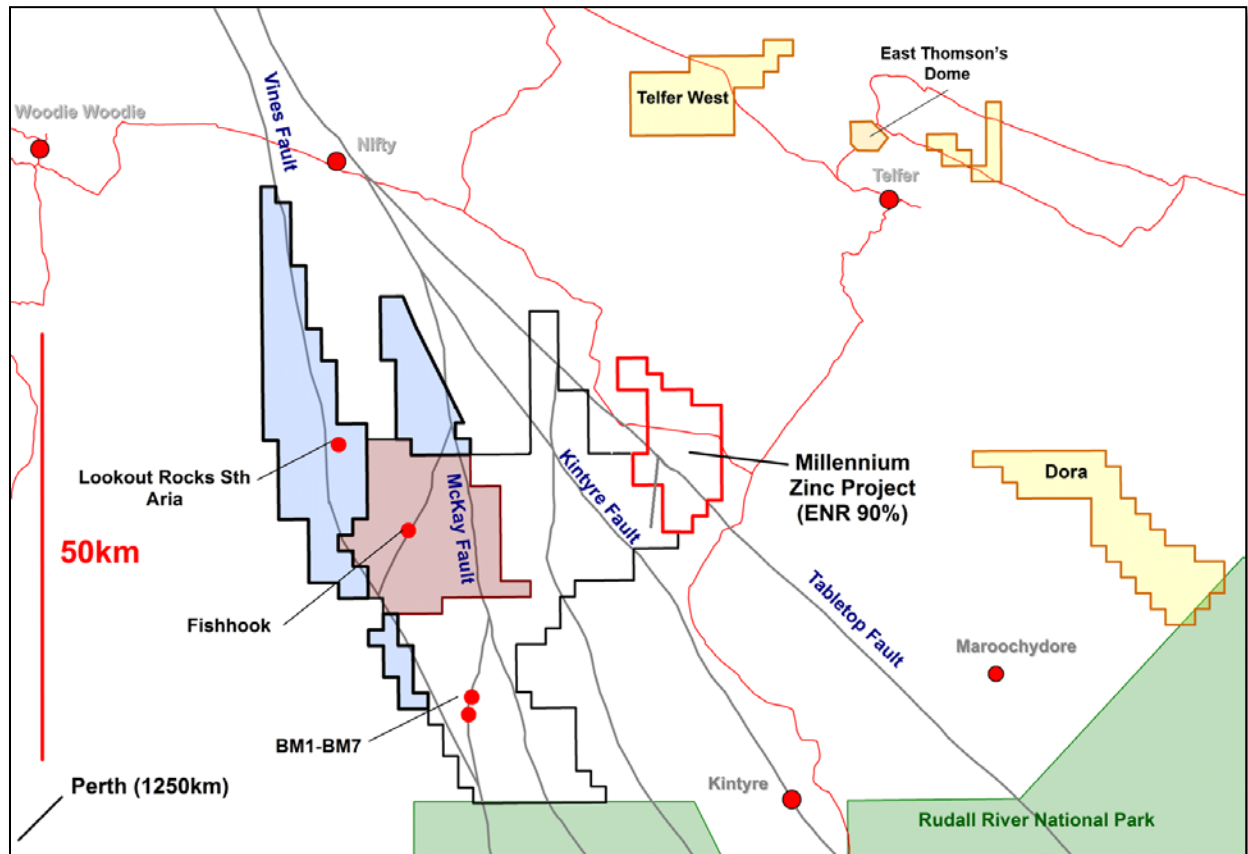 East Thomson's
Dome
Telfer West
Vines Fault
Woodie Woodie
Nifty
Telfer
Lookout Rocks Sth
Aria
Millennium
Zinc Project
(ENR 90%)
Dora
Kintyre Fault
McKay Fault
50km
Tabletop Fault
Fishhook
Maroochydore
BM1-BM7
Perth (1250km)
Kintyre
Rudall River National Park